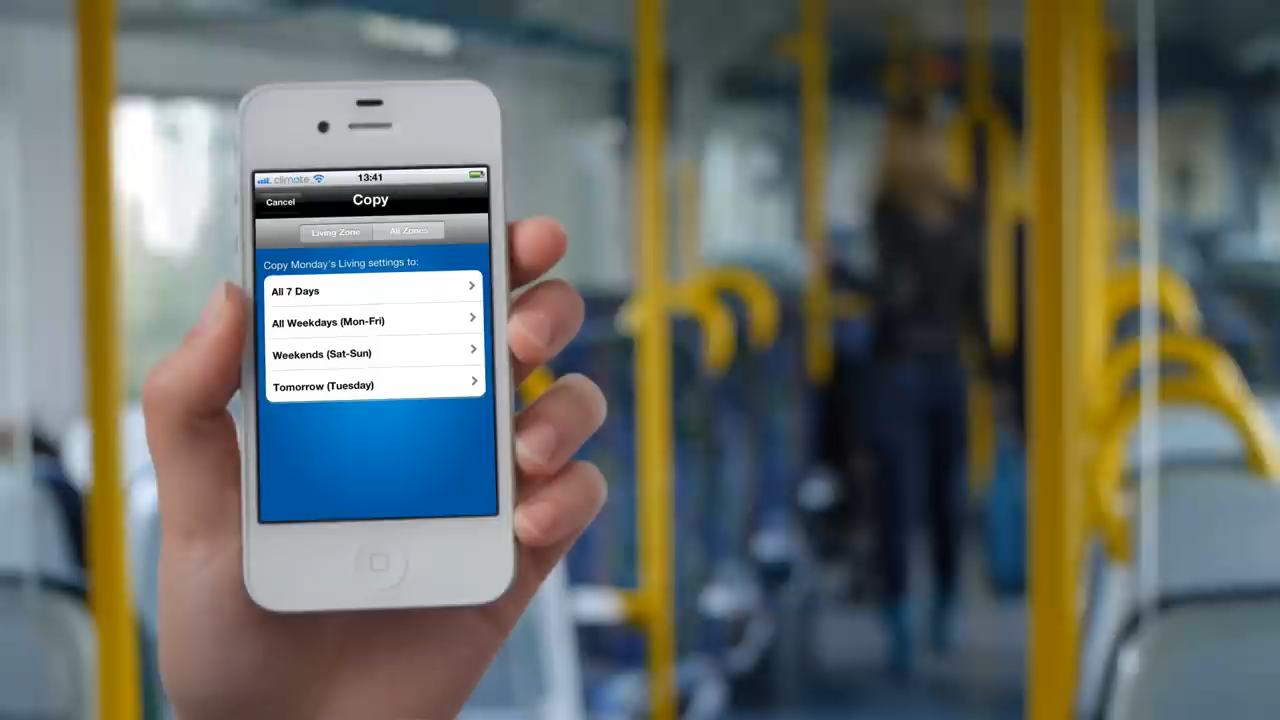 climote 13:41
Cancel Copy
Living Zone All Zones
Copy Monday's Living settings to:
All 7 Days
All Weekdays (Mon-Fri)
Weekends (Sat-Sun)
Tomorrow (Tuesday)